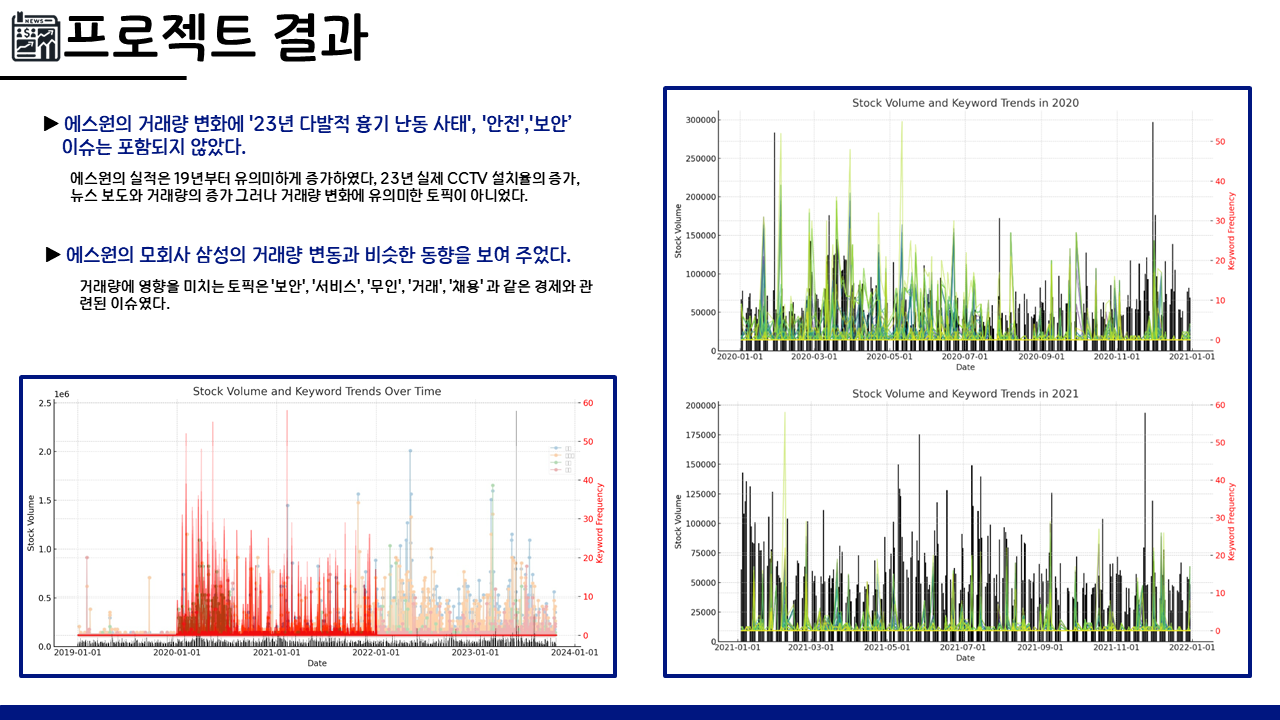 NEWS
프로젝트 결과
▶ 에스원의 거래량 변화에 '23년 다발적 흉기 난동 사태', '안전','보안’
이슈는 포함되지 않았다.
에스원의 실적은 19년부터 유의미하게 증가하였다, 23년 실제 CCTV 설치율의 증가,
뉴스 보도와 거래량의 증가 그러나 거래량 변화에 유의미한 토픽이 아니었다.
▶ 에스원의 모회사 삼성의 거래량 변동과 비슷한 동향을 보여 주었다.
거래량에 영향을 미치는 토픽은 '보안', '서비스', '무인', '거래', '채용' 과 같은 경제와 관
련된 이슈였다.
Stock Volume and Keyword Trends Over Time
1e6
2.5
2.0
1.5
1.0
0.5
0.0
Stock Volume
60
50
40
30
20
10
0
Keyword Frequency
2019-01-01 2020-01-01 2021-01-01 2022-01-01 2023-01-01 2024-01-01
Date
Stock Volume and Keyword Trends in 2020
300000
250000
200000
150000
100000
50000
0
Stock Volume
50
40
30
20
10
0
Keyword Frequency
2020-01-01 2020-03-01 2020-05-01 2020-07-01 2020-09-01 2020-11-01 2021-01-01
Date
Stock Volume and Keyword Trends in 2021
200000
175000
150000
125000
100000
75000
50000
25000
0
Stock Volume
60
50
40
30
20
10
0
Keyword Frequency
2021-01-01 2021-03-01 2021-05-01 2021-07-01 2021-09-01 2021-11-01 2022-01-01
Date